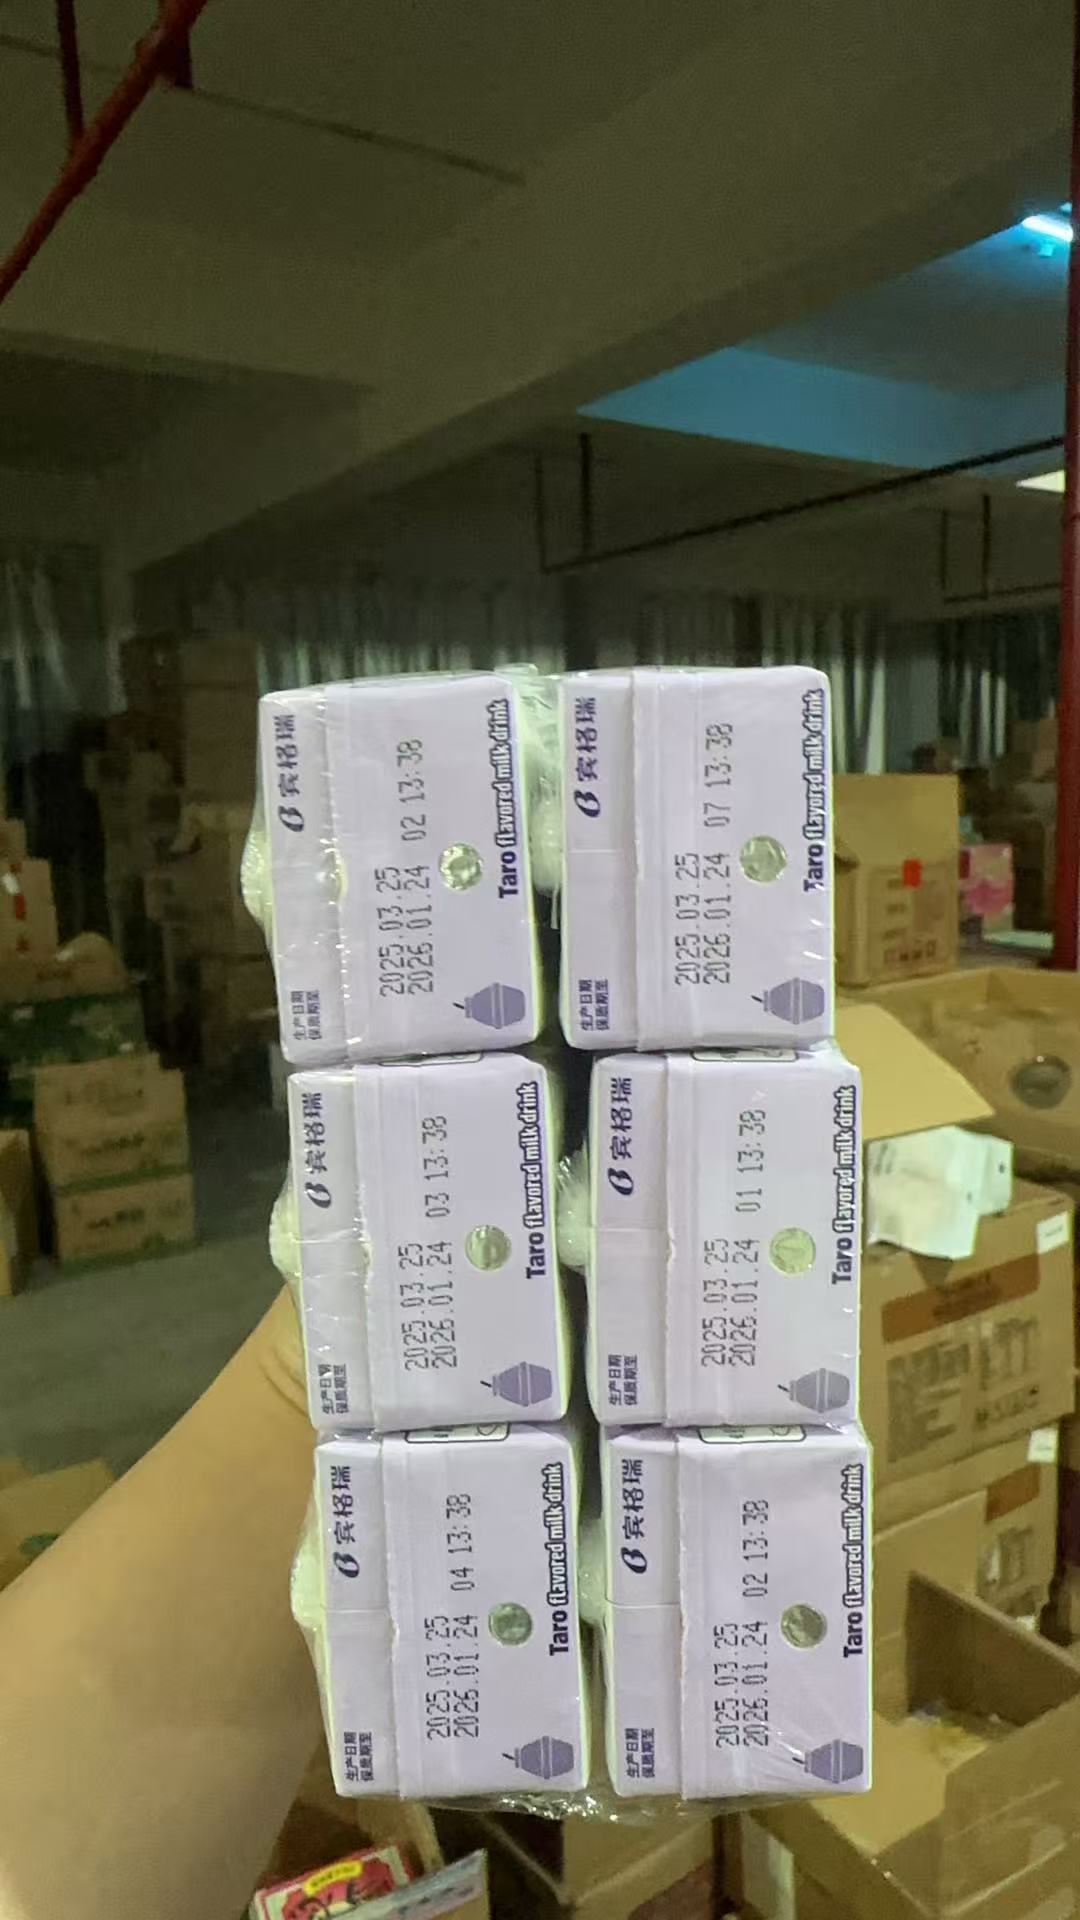 宾格瑞
生产日期 2025.03.25
保质期至 2026.01.24 02 13:38
Taro flavored milk drink
宾格瑞
生产日期 2025.03.25
保质期至 2026.01.24 07 13:38
Taro flavored milk drink
宾格瑞
生产日期 2025.03.25
保质期至 2026.01.24 03 13:38
Taro flavored milk drink
宾格瑞
生产日期 2025.03.25
保质期至 2026.01.24 01 13:38
Taro flavored milk drink
宾格瑞
生产日期 2025.03.25
保质期至 2026.01.24 04 13:38
Taro flavored milk drink
宾格瑞
生产日期 2025.03.25
保质期至 2026.01.24 02 13:38
Taro flavored milk drink